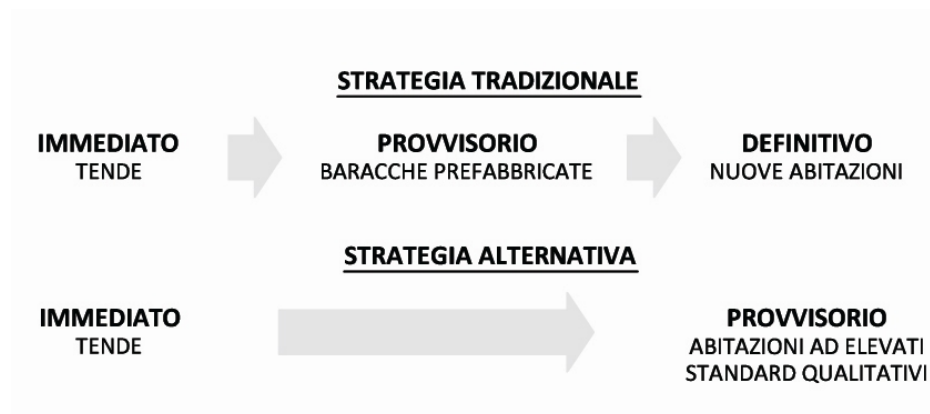 STRATEGIA TRADIZIONALE
IMMEDIATO
TENDE
PROVVISORIO
BARACCHE PREFABBRICATE
DEFINITIVO
NUOVE ABITAZIONI
STRATEGIA ALTERNATIVA
IMMEDIATO
TENDE
PROVVISORIO
ABITAZIONI AD ELEVATI
STANDARD QUALITATIVI